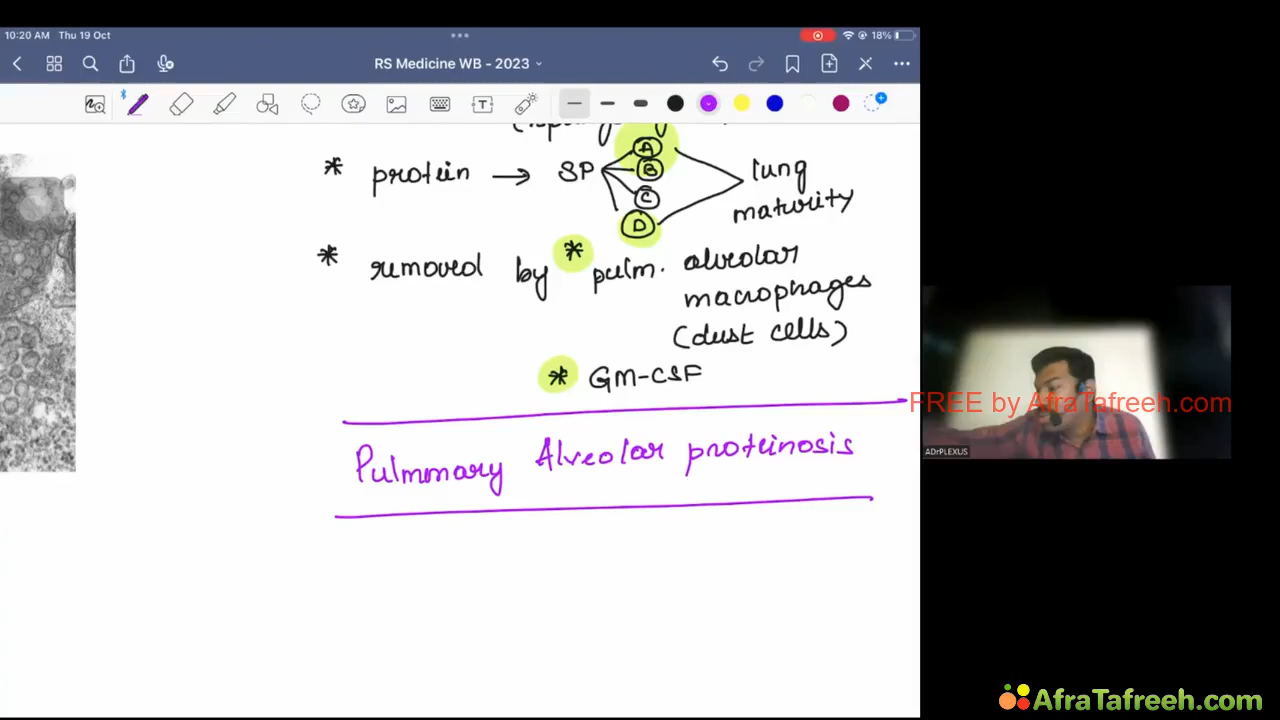 10:20 AM Thu 19 Oct
18%
RS Medicine WB - 2023
T
* protein → SP A B C D lung maturity
* removed by * pulm. alveolar
macrophages
(dust cells)
* GM-CSF
FREE by AfraTafreeh.com
Pulmonary Alveolar proteinosis
ADrPLEXUS
AfraTafreeh.com